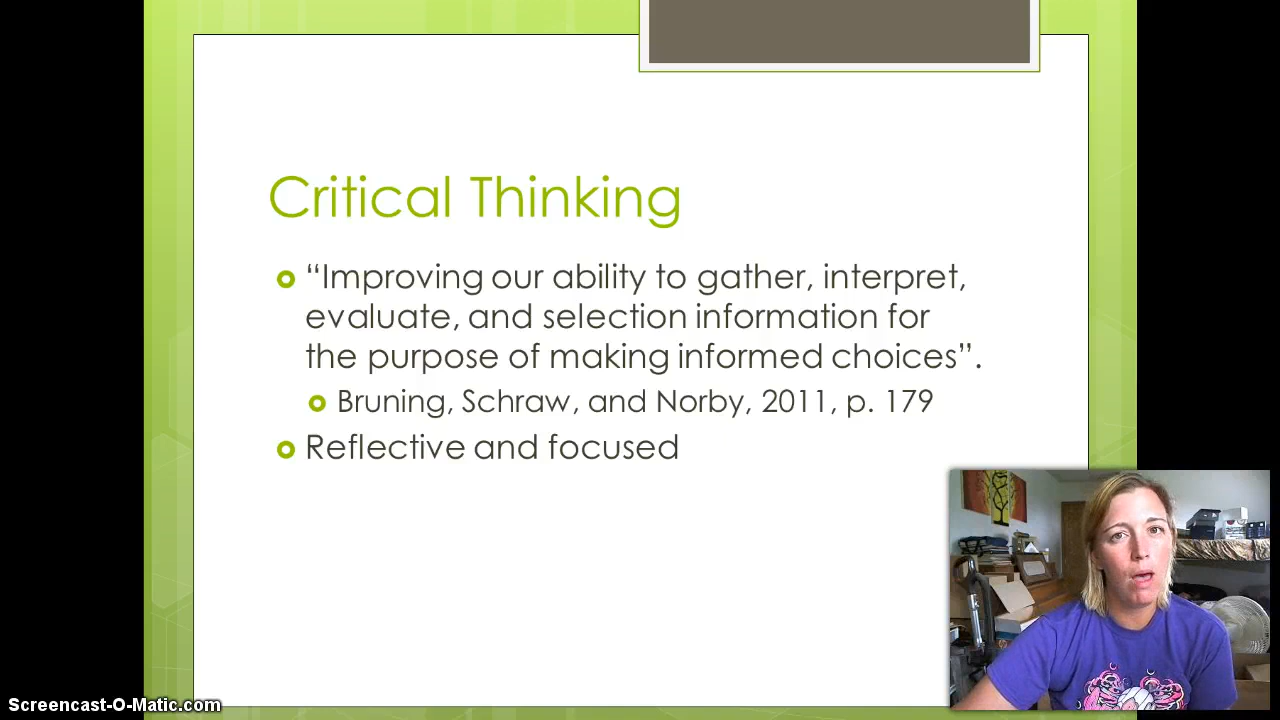 Critical Thinking
“Improving our ability to gather, interpret,
evaluate, and selection information for
the purpose of making informed choices”.
Bruning, Schraw, and Norby, 2011, p. 179
Reflective and focused
Screencast-O-Matic.com